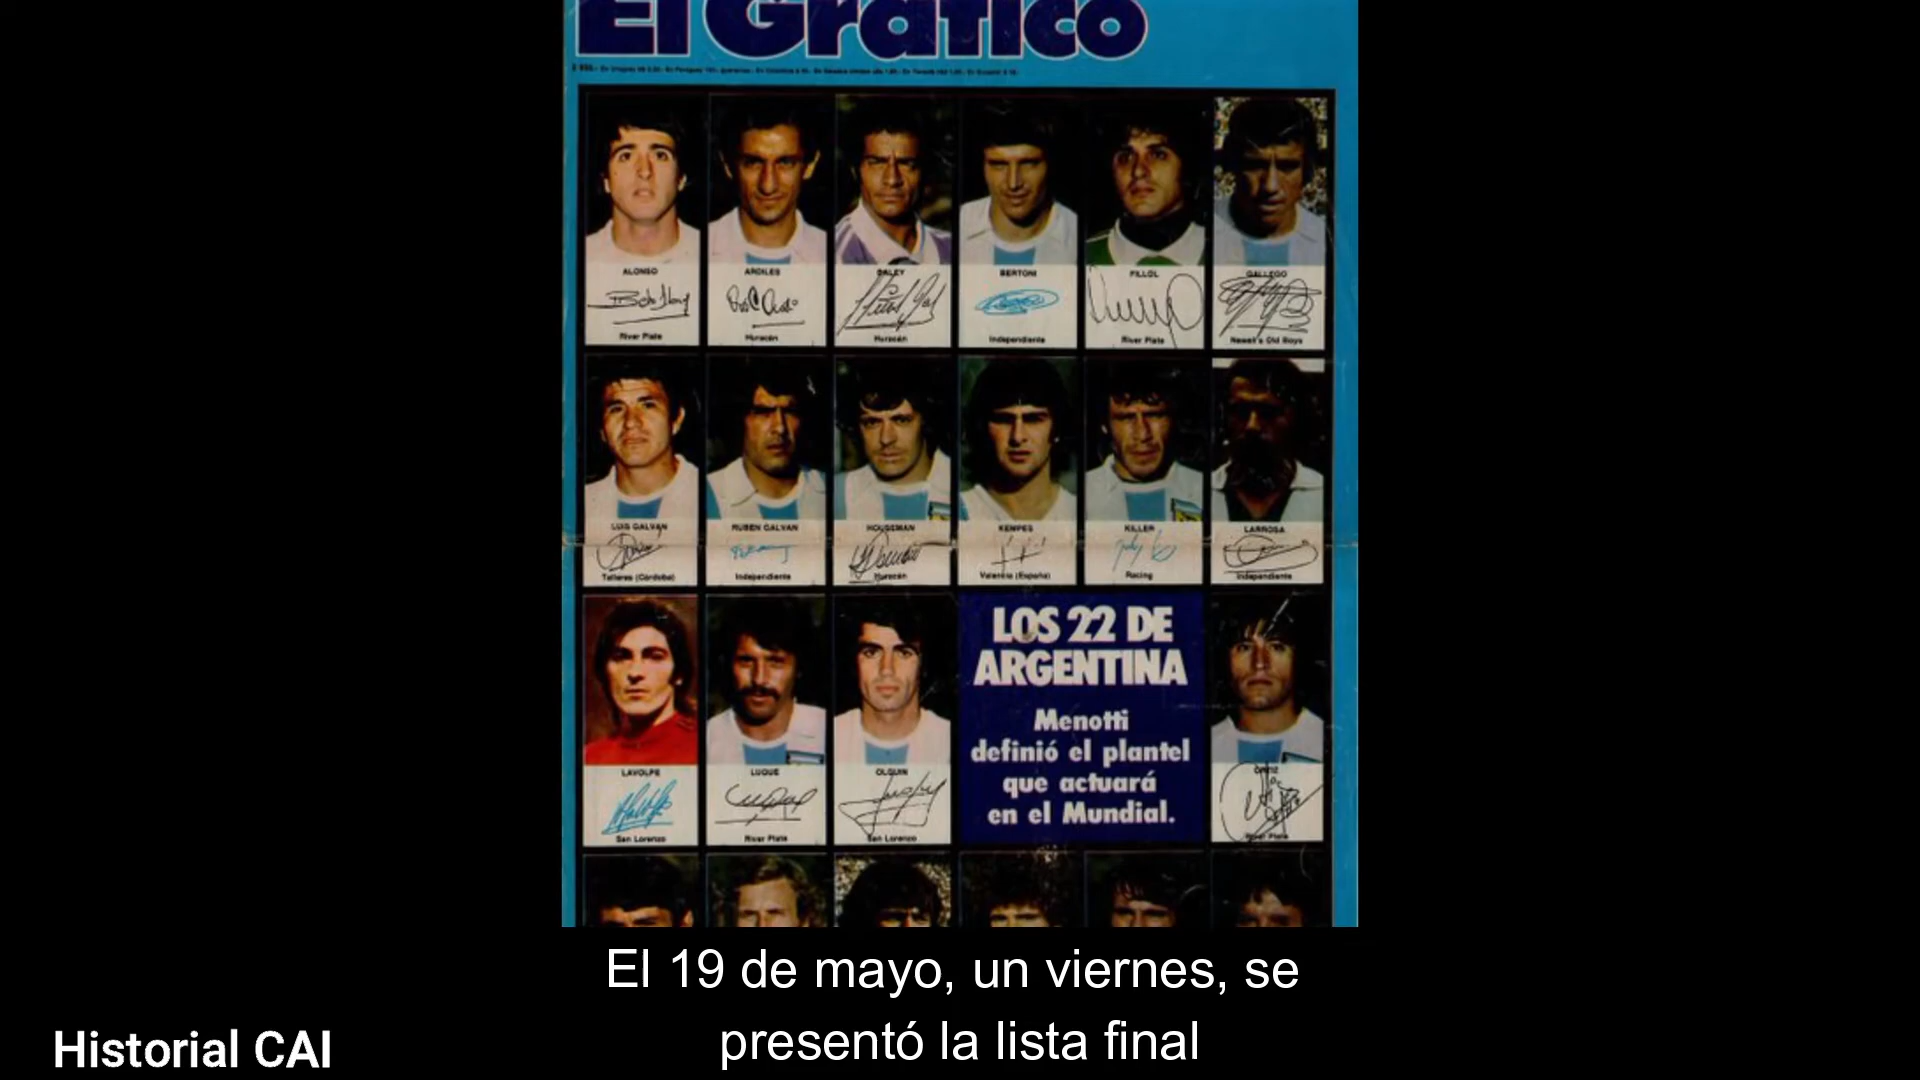 El Gráfico
ALONSO
River Plate
ARDILES
Huracán
BALEY
Huracán
BERTONI
Independiente
FILLOL
River Plate
GALLEGO
Newell's Old Boys
LUIS GALVAN
Talleres (Córdoba)
RUBEN GALVAN
Independiente
HOUSEMAN
Huracán
KEMPES
Valencia (España)
KILLER
Racing
LARROSA
Independiente
LAVOLPE
San Lorenzo
LUQUE
River Plate
OLGUIN
San Lorenzo
LOS 22 DE
ARGENTINA
Menotti
definió el plantel
que actuará
en el Mundial.
ORTIZ
River Plate
El 19 de mayo, un viernes, se
presentó la lista final
Historial CAI